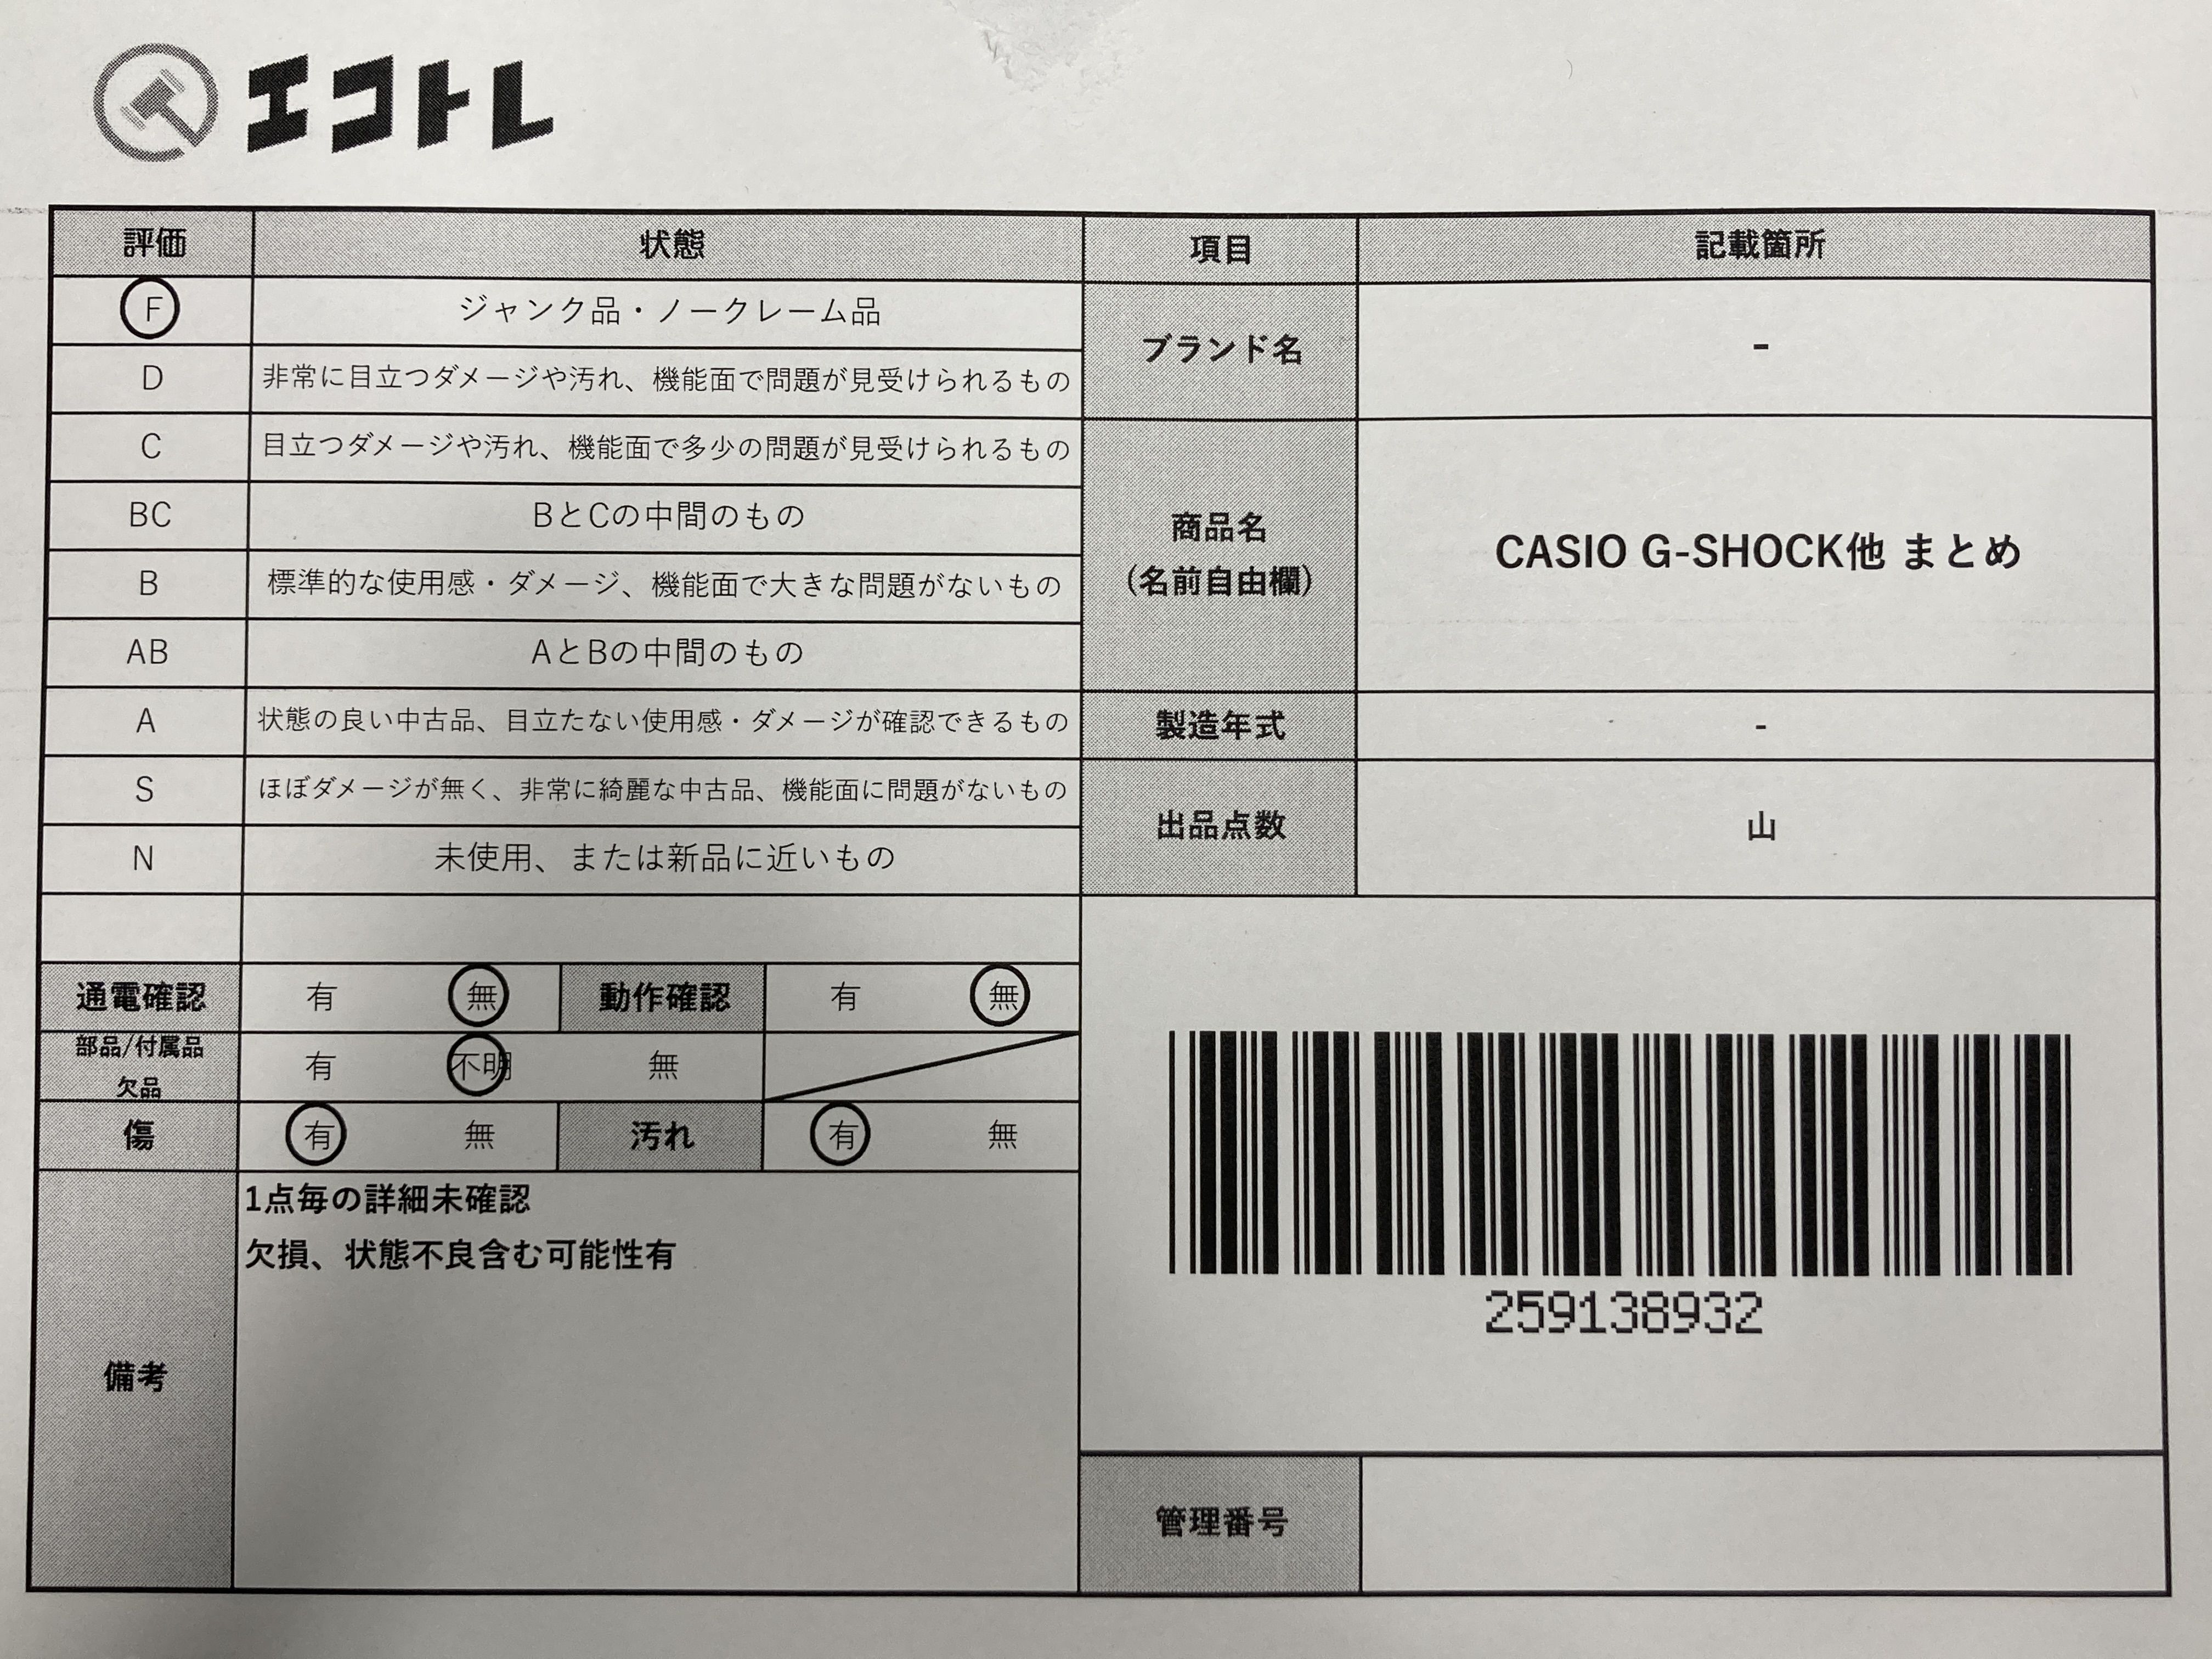 エコトレ
評価 状態 項目 記載箇所
F ジャンク品・ノークレーム品
D 非常に目立つダメージや汚れ、機能面で問題が見受けられるもの
C 目立つダメージや汚れ、機能面で多少の問題が見受けられるもの
BC BとCの中間のもの
B 標準的な使用感・ダメージ、機能面で大きな問題がないもの
AB AとBの中間のもの
A 状態の良い中古品、目立たない使用感・ダメージが確認できるもの
S ほぼダメージが無く、非常に綺麗な中古品、機能面に問題がないもの
N 未使用、または新品に近いもの
ブランド名 -
商品名
(名前自由欄)
CASIO G-SHOCK他 まとめ
製造年式 -
出品点数 山
通電確認 有 無 動作確認 有 無
部品/付属品
欠品
有 不明 無
傷 有 無 汚れ 有 無
備考
1点毎の詳細未確認
欠損、状態不良含む可能性有
259138932
管理番号